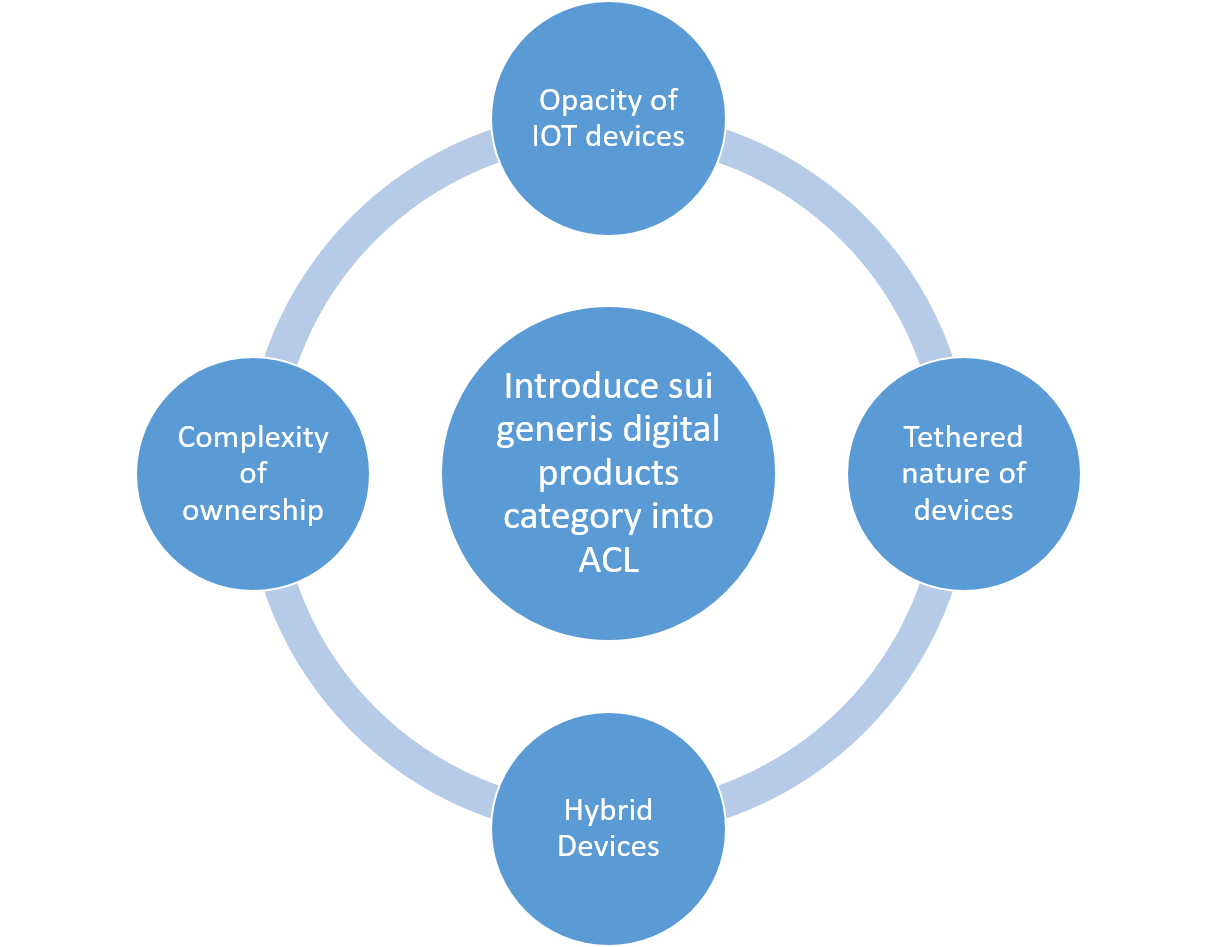 Opacity of
IOT devices
Complexity
of
ownership
Introduce sui
generis digital
products
category into
ACL
Tethered
nature of
devices
Hybrid
Devices